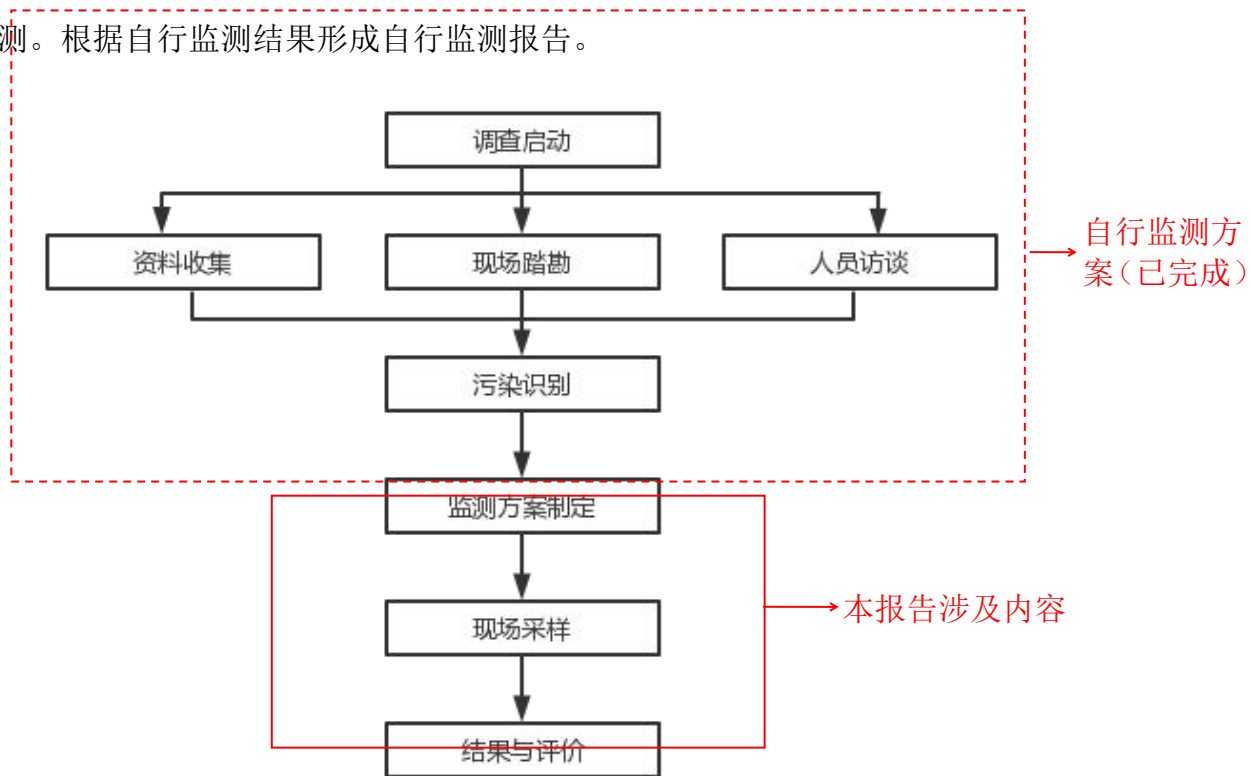 测。根据自行监测结果形成自行监测报告。
调查启动
资料收集
现场踏勘
人员访谈
自行监测方
案（已完成）
污染识别
监测方案制定
现场采样
本报告涉及内容
结果与评价